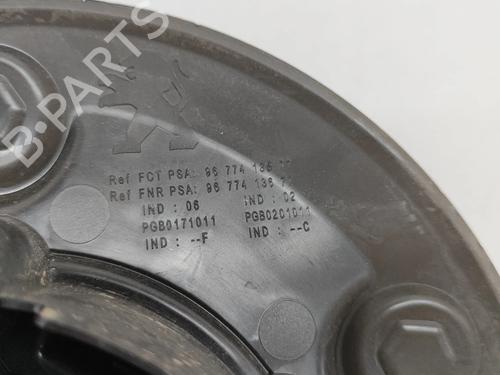 B-PARTS
Ref FCT PSA: 96 774 136
Ref FNR PSA: 96 774 136
IND : 06 IND : 02
PGB0171011 PGB0201011
IND : --F IND : --C